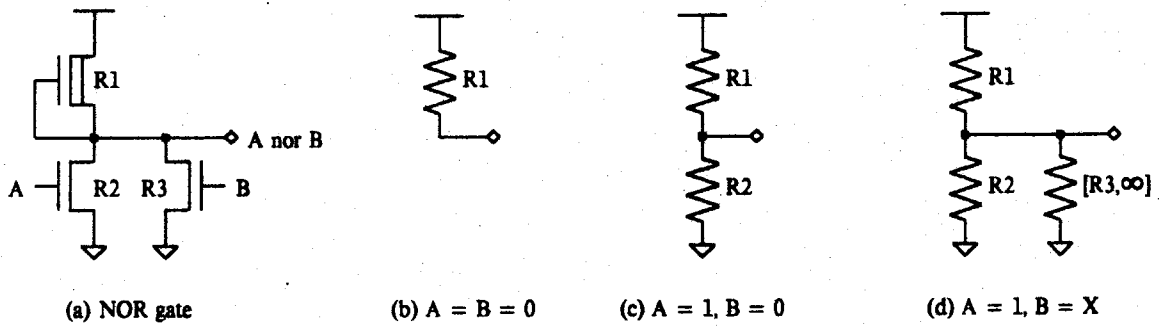 R1
A nor B
A
R2
R3
B
(a) NOR gate
R1
(b) A = B = 0
R1
R2
(c) A = 1, B = 0
R1
R2
[R3,∞]
(d) A = 1, B = X